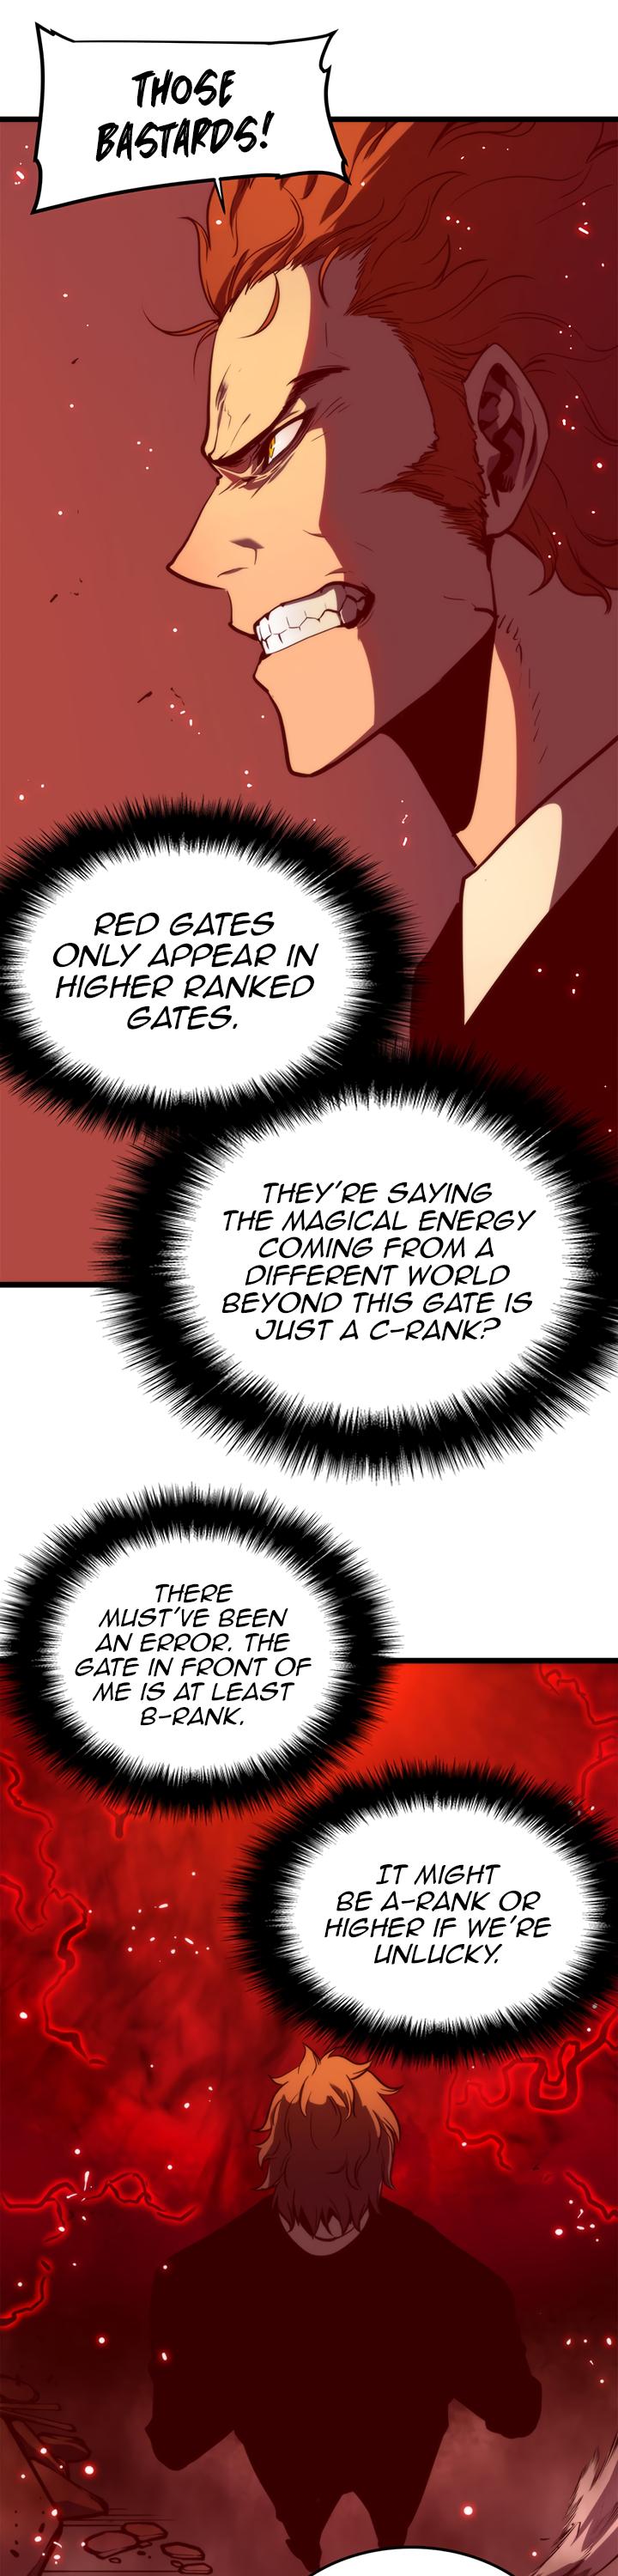 THOSE
BASTARDS!
RED GATES
ONLY APPEAR IN
HIGHER RANKED
GATES.
THEY'RE SAYING
THE MAGICAL ENERGY
COMING FROM A
DIFFERENT WORLD
BEYOND THIS GATE IS
JUST A C-RANK?
THERE
MUST'VE BEEN
AN ERROR. THE
GATE IN FRONT OF
ME IS AT LEAST
B-RANK.
IT MIGHT
BE A-RANK OR
HIGHER IF WE'RE
UNLUCKY.